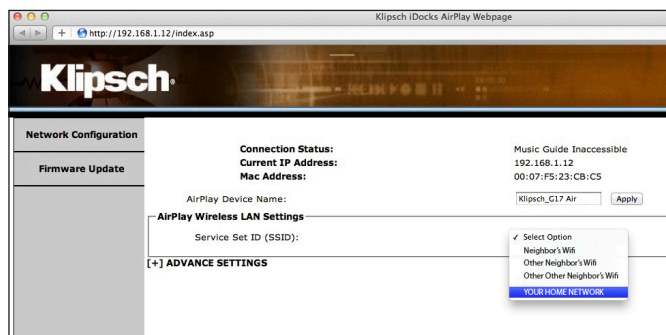 Klipsch iDocks AirPlay Webpage
http://192.168.1.12/index.asp
Klipsch
Network Configuration
Firmware Update
Connection Status: Music Guide Inaccessible
Current IP Address: 192.168.1.12
Mac Address: 00:07:F5:23:CB:C5
AirPlay Device Name: Klipsch_G17 Air Apply
AirPlay Wireless LAN Settings
Service Set ID (SSID): ✓ Select Option
Neighbor's Wifi
Other Neighbor's Wifi
Other Other Neighbor's Wifi
YOUR HOME NETWORK
[+] ADVANCE SETTINGS